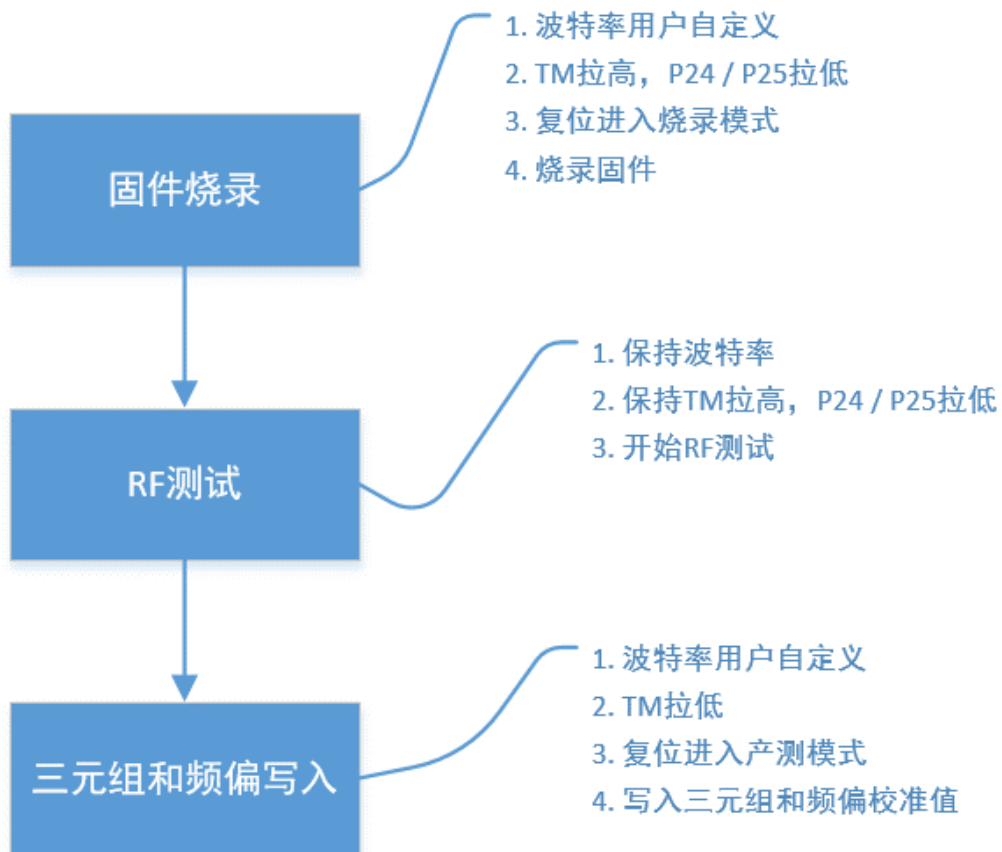 1. 波特率用户自定义
2. TM拉高，P24 / P25拉低
3. 复位进入烧录模式
4. 烧录固件
固件烧录
1. 保持波特率
2. 保持TM拉高，P24 / P25拉低
3. 开始RF测试
RF测试
1. 波特率用户自定义
2. TM拉低
3. 复位进入产测模式
4. 写入三元组和频偏校准值
三元组和频偏写入